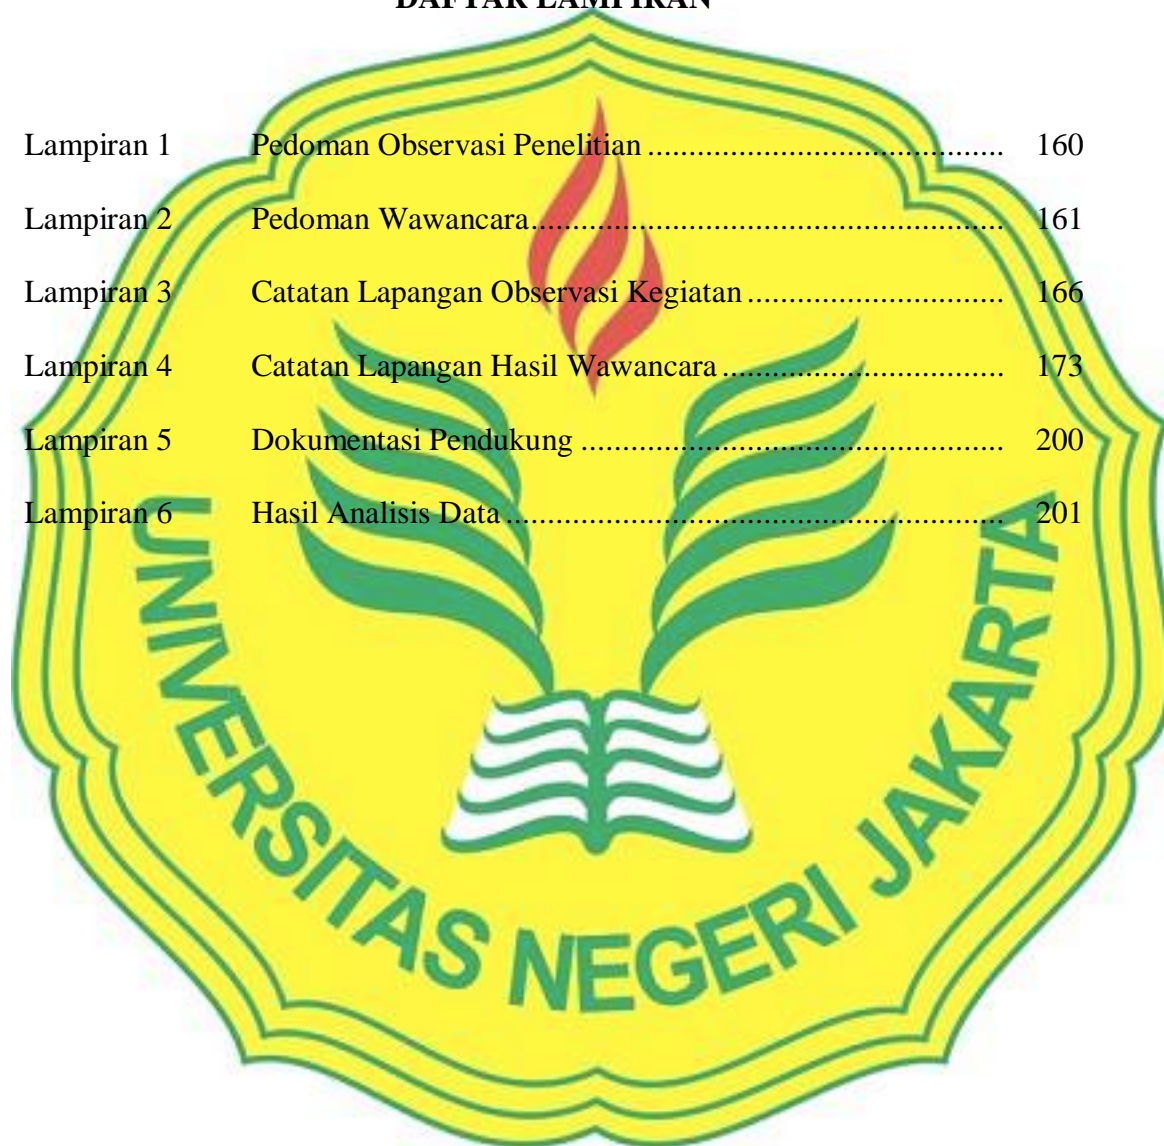 DAFTAR LAMPIRAN
Lampiran 1 Pedoman Observasi Penelitian ............................................ 160
Lampiran 2 Pedoman Wawancara.......................................................... 161
Lampiran 3 Catatan Lapangan Observasi Kegiatan ............................... 166
Lampiran 4 Catatan Lapangan Hasil Wawancara .................................. 173
Lampiran 5 Dokumentasi Pendukung .................................................... 200
Lampiran 6 Hasil Analisis Data ............................................................. 201
UNIVERSITAS NEGERI JAKARTA